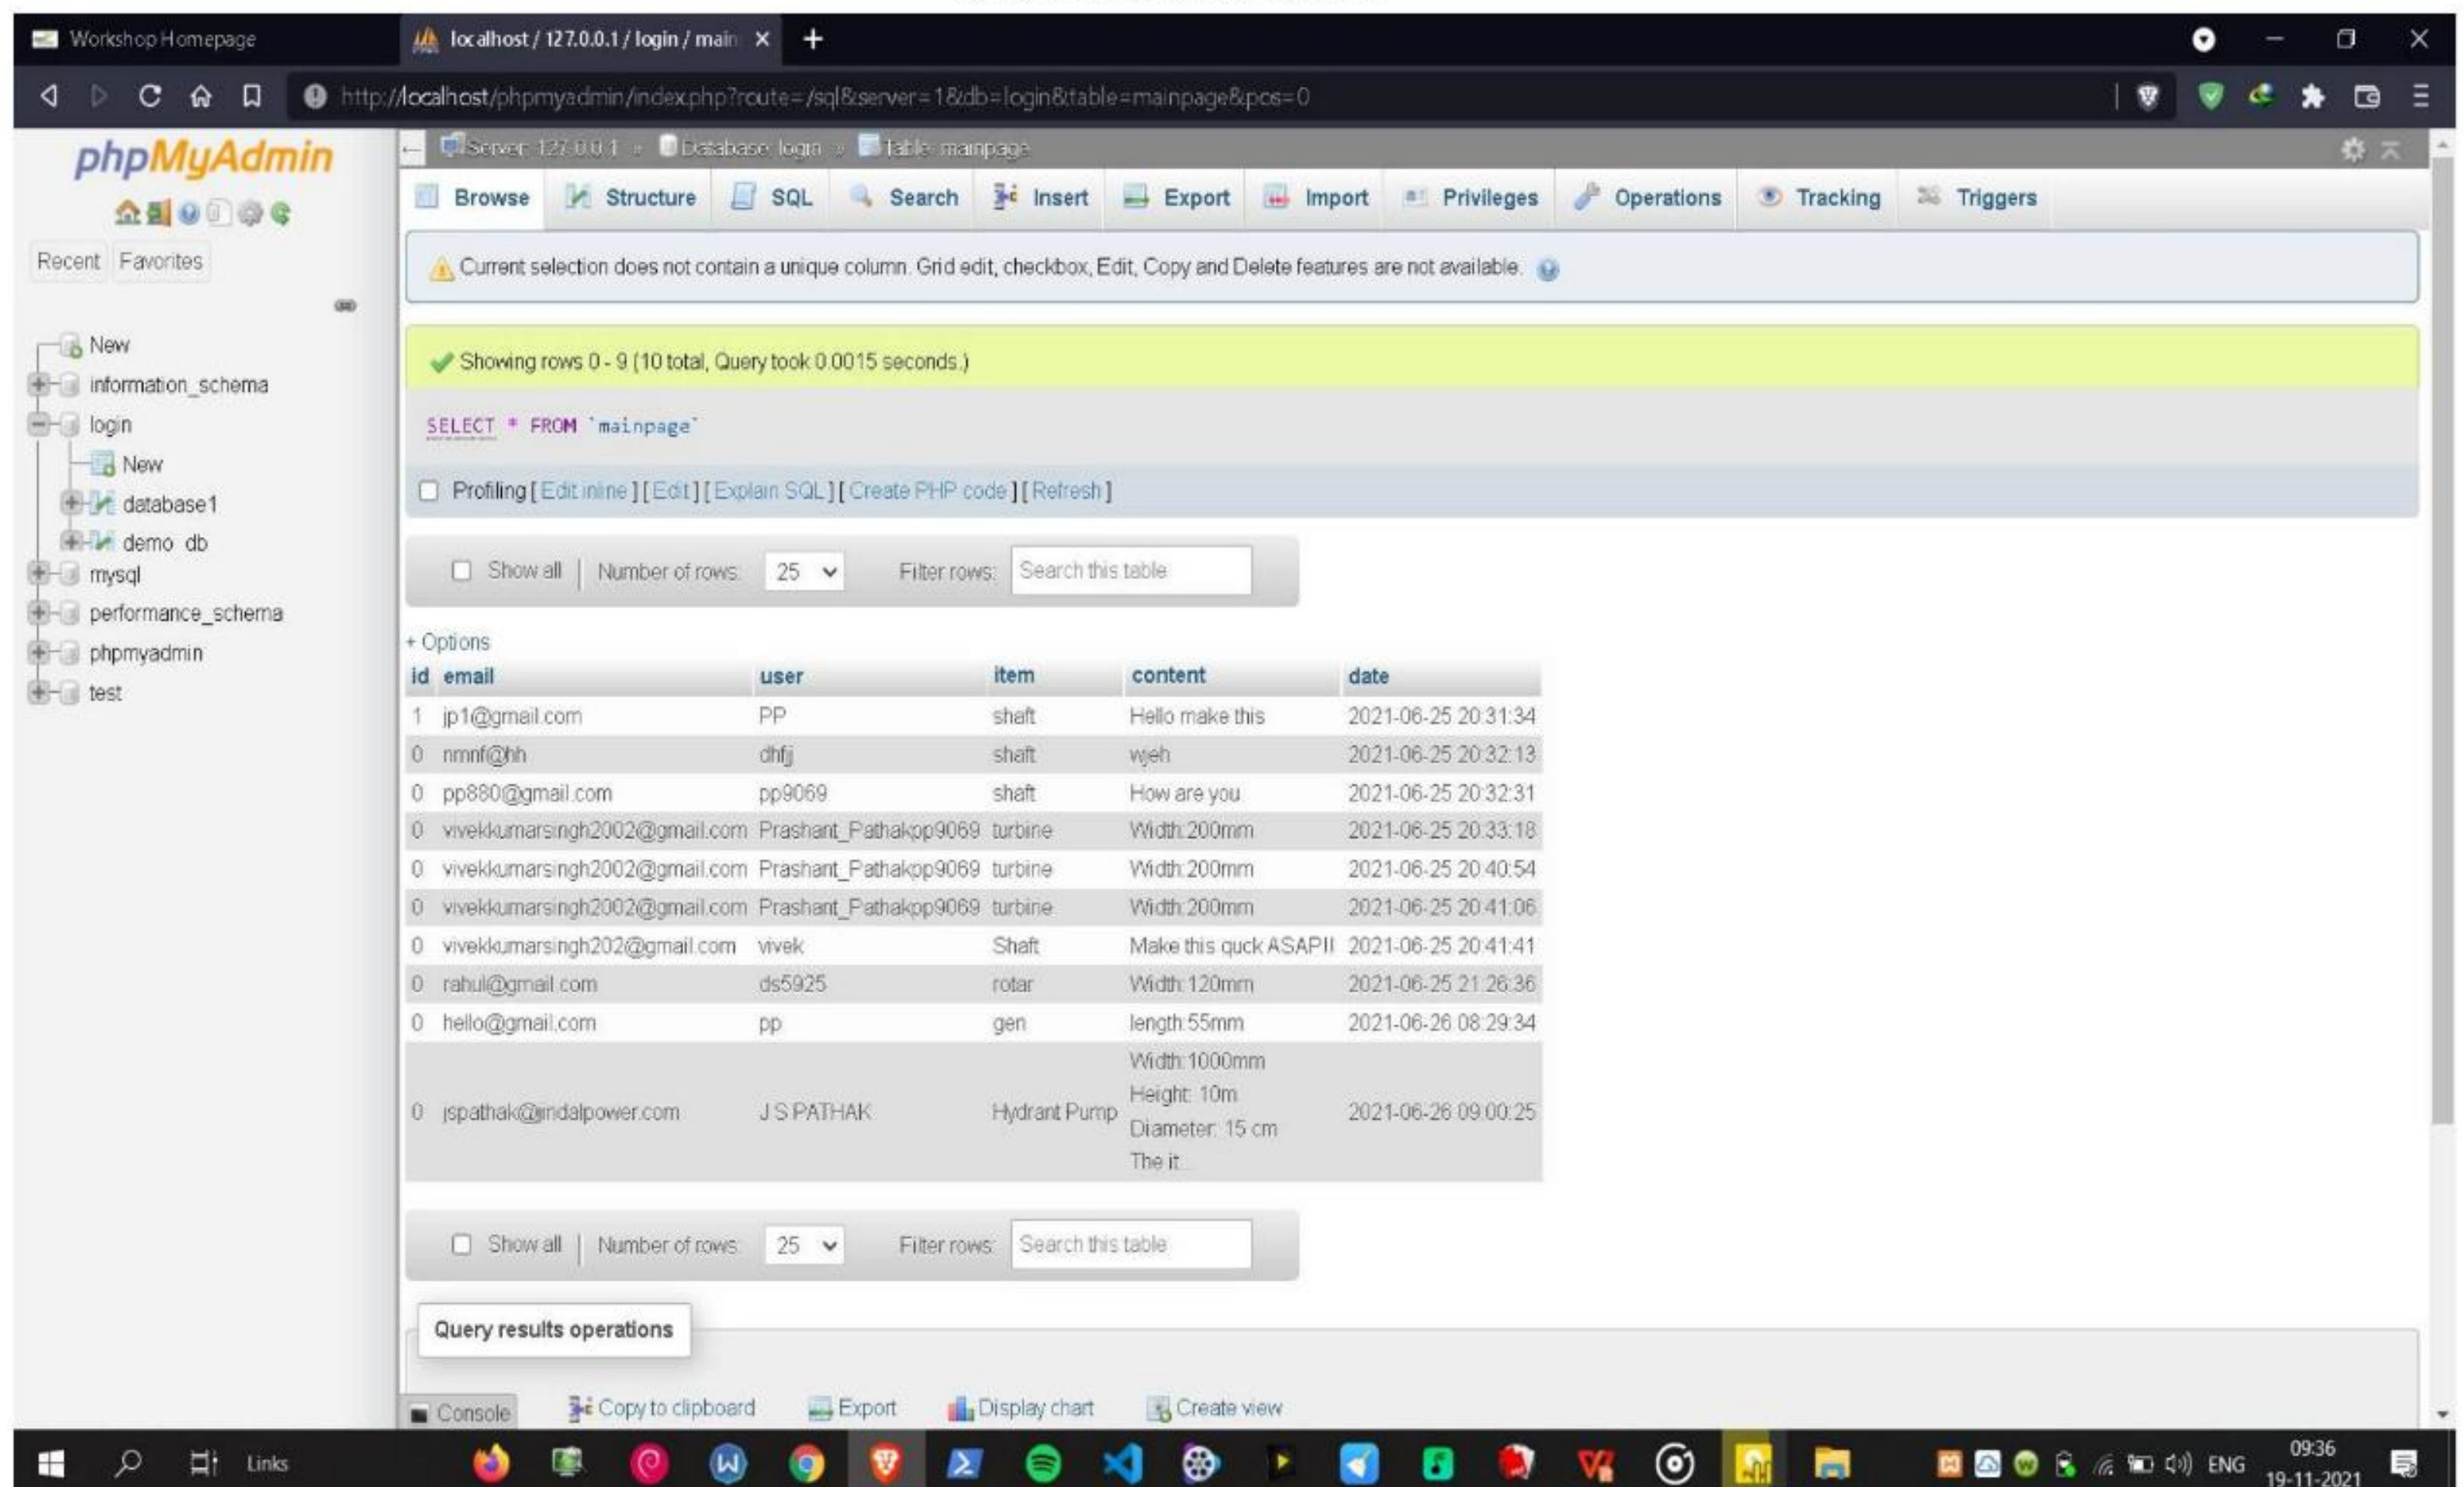 Workshop Homepage
localhost / 127.0.0.1 / login / main
http://localhost/phpmyadmin/index.php?route=/sql&server=1&db=login&table=mainpage&pos=0
phpMyAdmin
Recent Favorites
New
information_schema
login
New
database1
demo db
mysql
performance_schema
phpmyadmin
test
Server: 127.0.0.1 » Database: login » Table: mainpage
Browse Structure SQL Search Insert Export Import Privileges Operations Tracking Triggers
Current selection does not contain a unique column. Grid edit, checkbox, Edit, Copy and Delete features are not available.
Showing rows 0 - 9 (10 total, Query took 0.0015 seconds.)
SELECT * FROM `mainpage`
Profiling [ Edit inline ] [ Edit ] [ Explain SQL ] [ Create PHP code ] [ Refresh ]
Show all | Number of rows: 25 Filter rows: Search this table
+ Options
id email user item content date
1 jp1@gmail.com PP shaft Hello make this 2021-06-25 20:31:34
0 nmnf@hh dhfjj shaft wjeh 2021-06-25 20:32:13
0 pp880@gmail.com pp9069 shaft How are you 2021-06-25 20:32:31
0 vivekkumarsingh2002@gmail.com Prashant_Pathakpp9069 turbine Width:200mm 2021-06-25 20:33:18
0 vivekkumarsingh2002@gmail.com Prashant_Pathakpp9069 turbine Width:200mm 2021-06-25 20:40:54
0 vivekkumarsingh2002@gmail.com Prashant_Pathakpp9069 turbine Width:200mm 2021-06-25 20:41:06
0 vivekkumarsingh202@gmail.com vivek Shaft Make this quck ASAP!! 2021-06-25 20:41:41
0 rahul@gmail.com ds5925 rotar Width:120mm 2021-06-25 21:26:36
0 hello@gmail.com pp gen length:55mm 2021-06-26 08:29:34
0 jspathak@jindalpower.com J S PATHAK Hydrant Pump Width:1000mm
Height: 10m
Diameter: 15 cm
The it... 2021-06-26 09:00:25
Show all | Number of rows: 25 Filter rows: Search this table
Query results operations
Console Copy to clipboard Export Display chart Create view
Links
ENG
09:36
19-11-2021